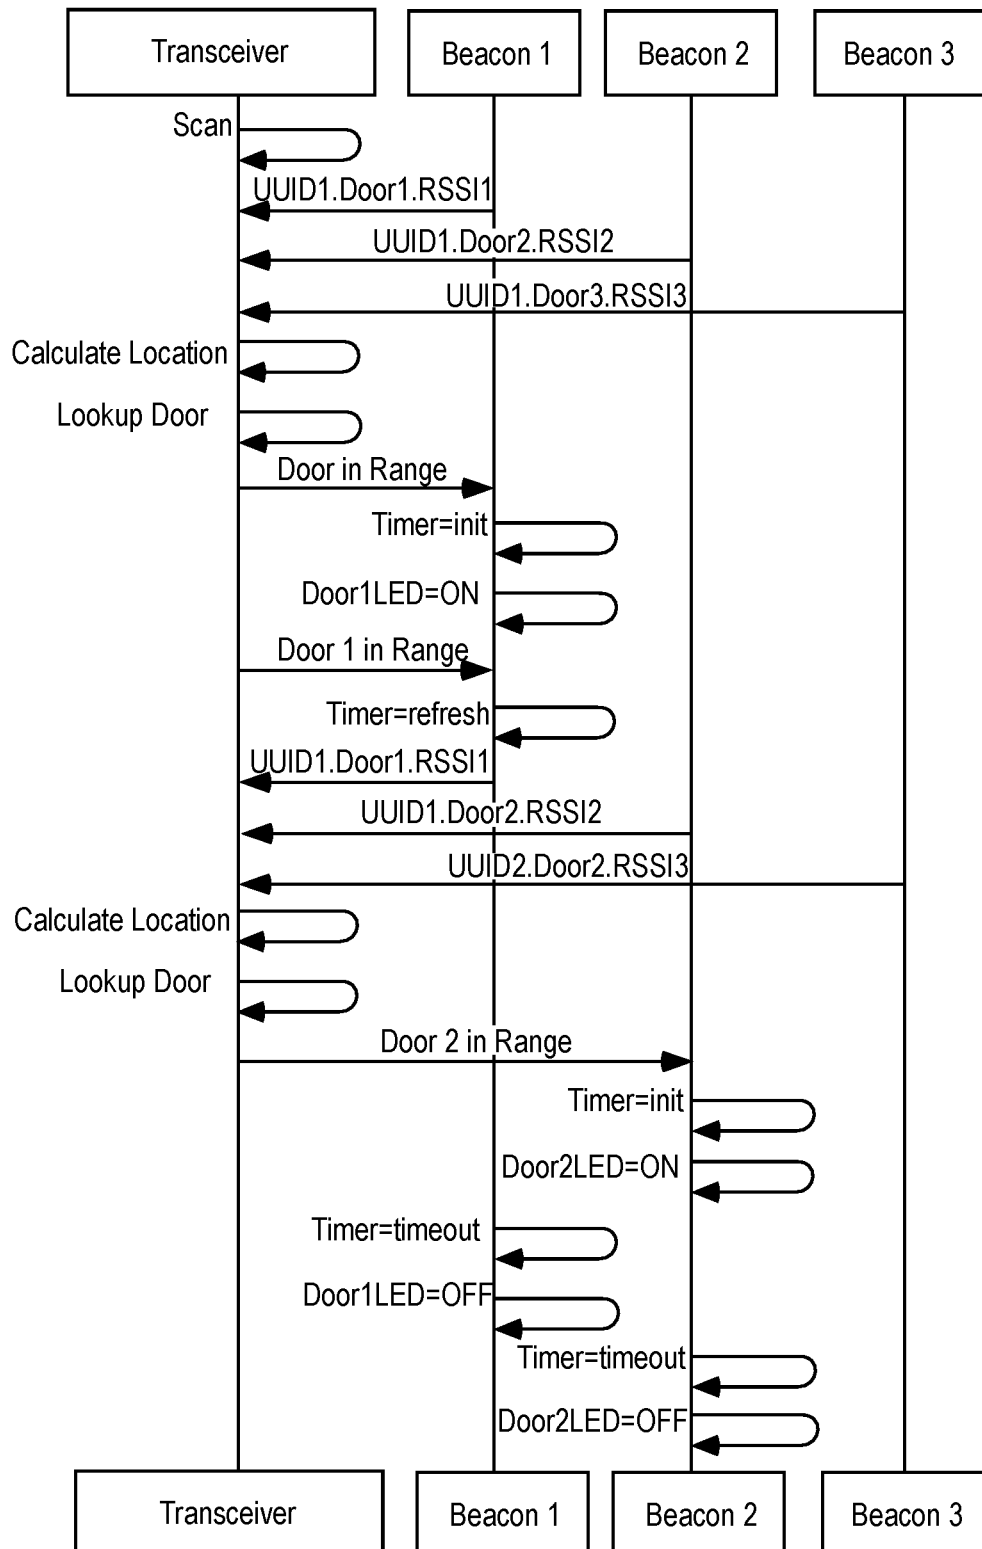 Transceiver
Beacon 1
Beacon 2
Beacon 3
Scan
UUID1.Door1.RSSI1
UUID1.Door2.RSSI2
UUID1.Door3.RSSI3
Calculate Location
Lookup Door
Door in Range
Timer=init
Door1LED=ON
Door 1 in Range
Timer=refresh
UUID1.Door1.RSSI1
UUID1.Door2.RSSI2
UUID2.Door2.RSSI3
Calculate Location
Lookup Door
Door 2 in Range
Timer=init
Door2LED=ON
Timer=timeout
Door1LED=OFF
Timer=timeout
Door2LED=OFF
Transceiver
Beacon 1
Beacon 2
Beacon 3